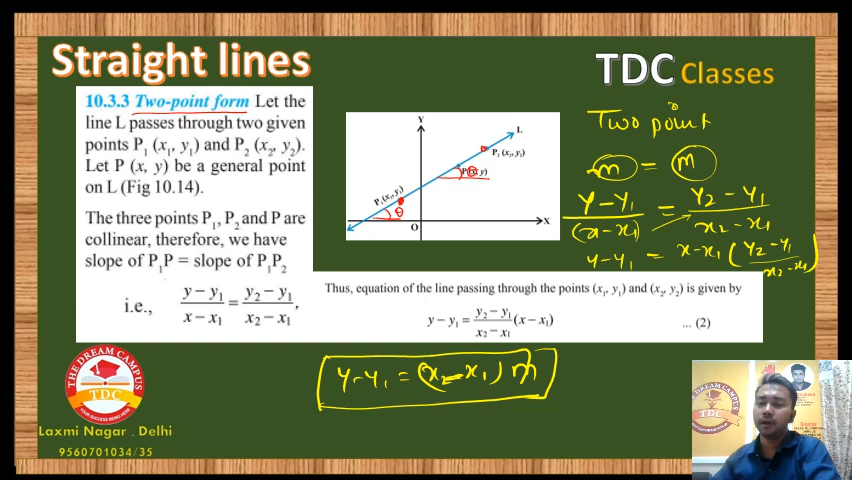 Straight lines
TDC Classes
10.3.3 Two-point form Let the
line L passes through two given
points P₁ (x₁, y₁) and P₂ (x₂, y₂).
Let P (x, y) be a general point
on L (Fig 10.14).
The three points P₁, P₂ and P are
collinear, therefore, we have
slope of P₁P = slope of P₁P₂
i.e., (y − y₁)/(x − x₁) = (y₂ − y₁)/(x₂ − x₁),
Y
L
P₁ (x₁, y₁)
θ
θ
O
X
Two point
m = m
(y − y₁)/(x − x₁) = (y₂ − y₁)/(x₂ − x₁)
y − y₁ = x − x₁ ((y₂ − y₁)/(x₂ − x₁))
Thus, equation of the line passing through the points (x₁, y₁) and (x₂, y₂) is given by
y − y₁ = (y₂ − y₁)/(x₂ − x₁) (x − x₁) ... (2)
y − y₁ = (x₂ − x₁) m
THE DREAM CAMPUS
TDC
YOUR SUCCESS BEGINS HERE
Laxmi Nagar , Delhi
9560701034/35
TDC